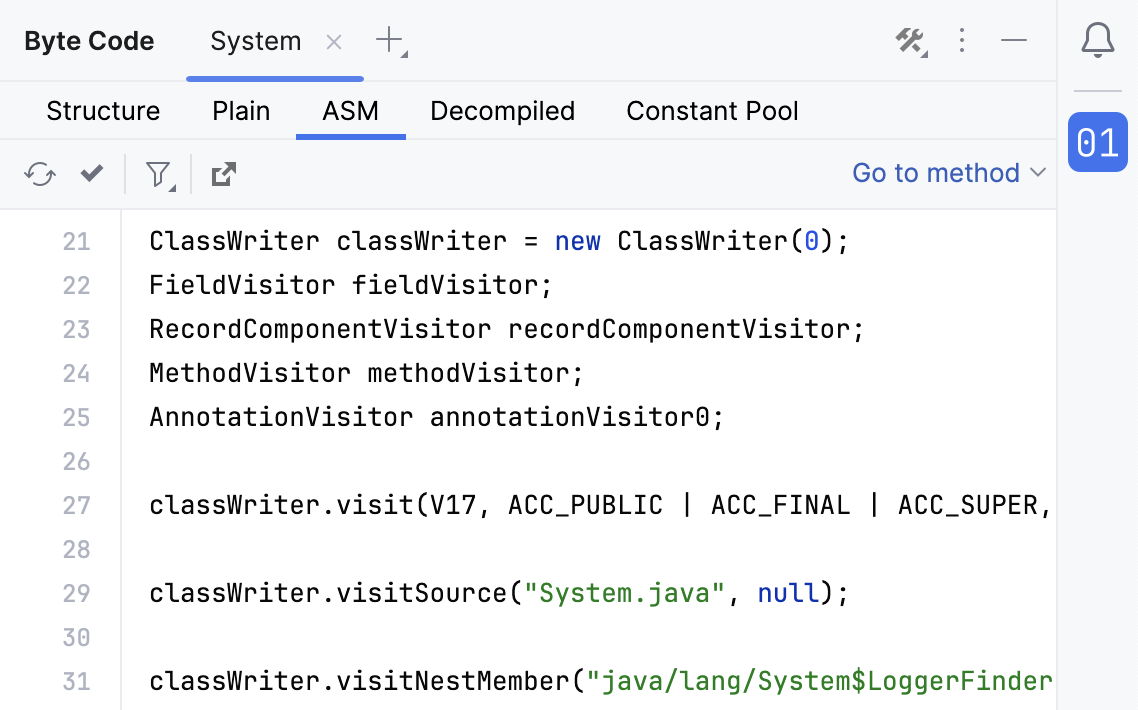 Byte Code System
Structure Plain ASM Decompiled Constant Pool
01
Go to method
21 ClassWriter classWriter = new ClassWriter(0);
22 FieldVisitor fieldVisitor;
23 RecordComponentVisitor recordComponentVisitor;
24 MethodVisitor methodVisitor;
25 AnnotationVisitor annotationVisitor0;
26
27 classWriter.visit(V17, ACC_PUBLIC | ACC_FINAL | ACC_SUPER,
28
29 classWriter.visitSource("System.java", null);
30
31 classWriter.visitNestMember("java/lang/System$LoggerFinder